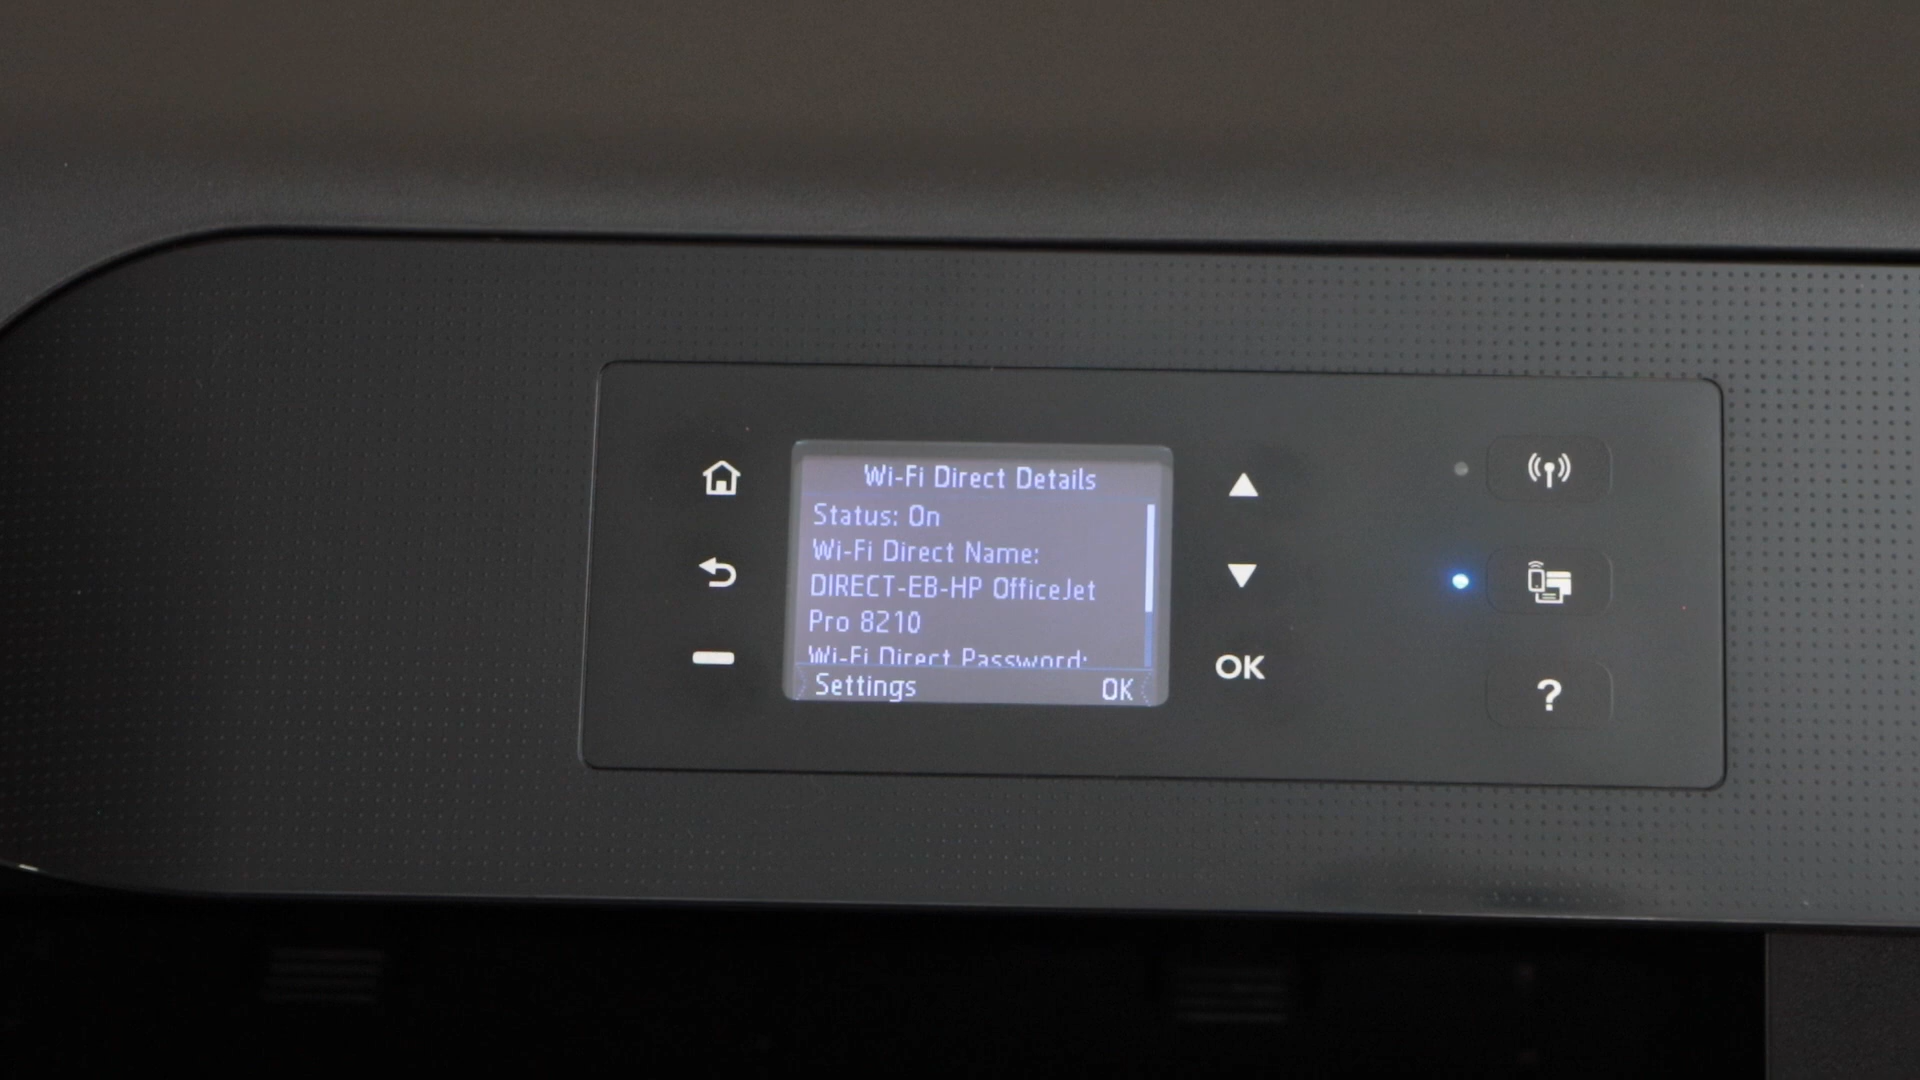 Wi-Fi Direct Details
Status: On
Wi-Fi Direct Name:
DIRECT-EB-HP OfficeJet
Pro 8210
Wi-Fi Direct Password:
Settings OK
OK
?